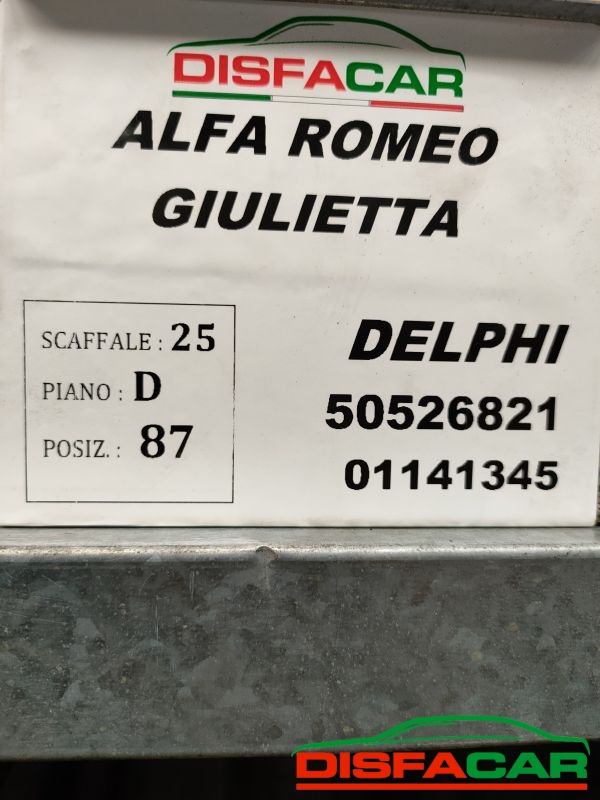 DISFACAR
ALFA ROMEO
GIULIETTA
SCAFFALE : 25
PIANO : D
POSIZ. : 87
DELPHI
50526821
01141345
DISFACAR